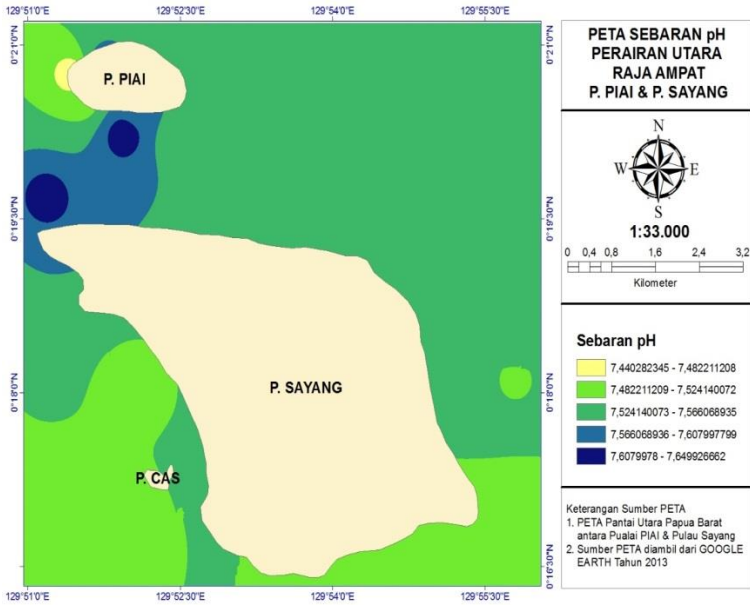 129°51'0"E 129°52'30"E 129°54'0"E 129°55'30"E
0°21'0"N
0°19'30"N
0°18'0"N
0°16'30"N
P. PIAI
P. SAYANG
P. CAS
0°21'0"N
0°19'30"N
0°18'0"N
0°16'30"N
129°51'0"E 129°52'30"E 129°54'0"E 129°55'30"E
PETA SEBARAN pH
PERAIRAN UTARA
RAJA AMPAT
P. PIAI & P. SAYANG
N
W E
S
1:33.000
0 0,4 0,8 1,6 2,4 3,2
Kilometer
Sebaran pH
7,440282345 - 7,482211208
7,482211209 - 7,524140072
7,524140073 - 7,566068935
7,566068936 - 7,607997799
7,6079978 - 7,649926662
Keterangan Sumber PETA
1. PETA Pantai Utara Papua Barat
antara Pualai PIAI & Pulau Sayang
2. Sumber PETA diambil dari GOOGLE
EARTH Tahun 2013